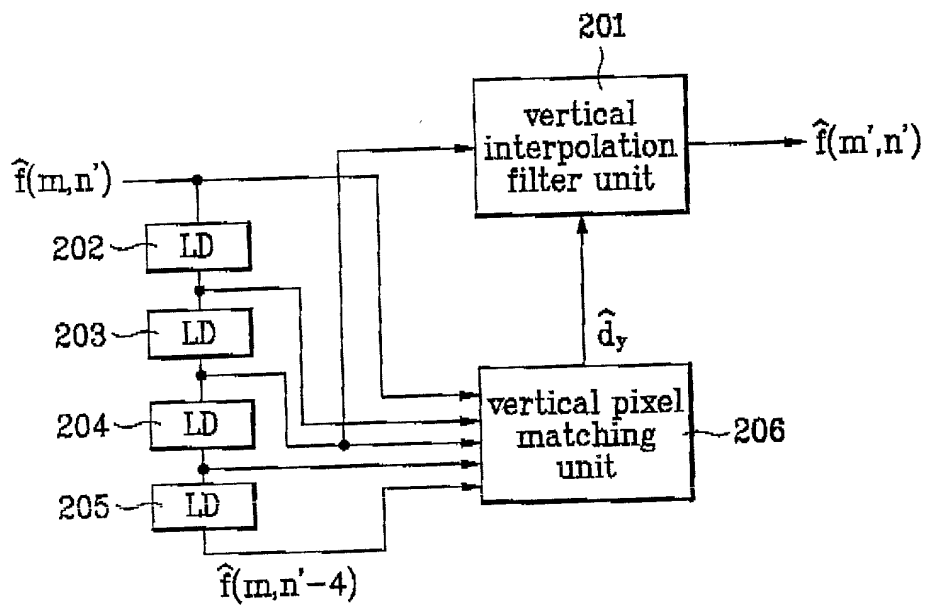 201
vertical
interpolation
filter unit
f̂(m',n')
f̂(m,n')
202
LD
203
LD
d̂y
204
LD
vertical pixel
matching
unit
206
205
LD
f̂(m,n'−4)